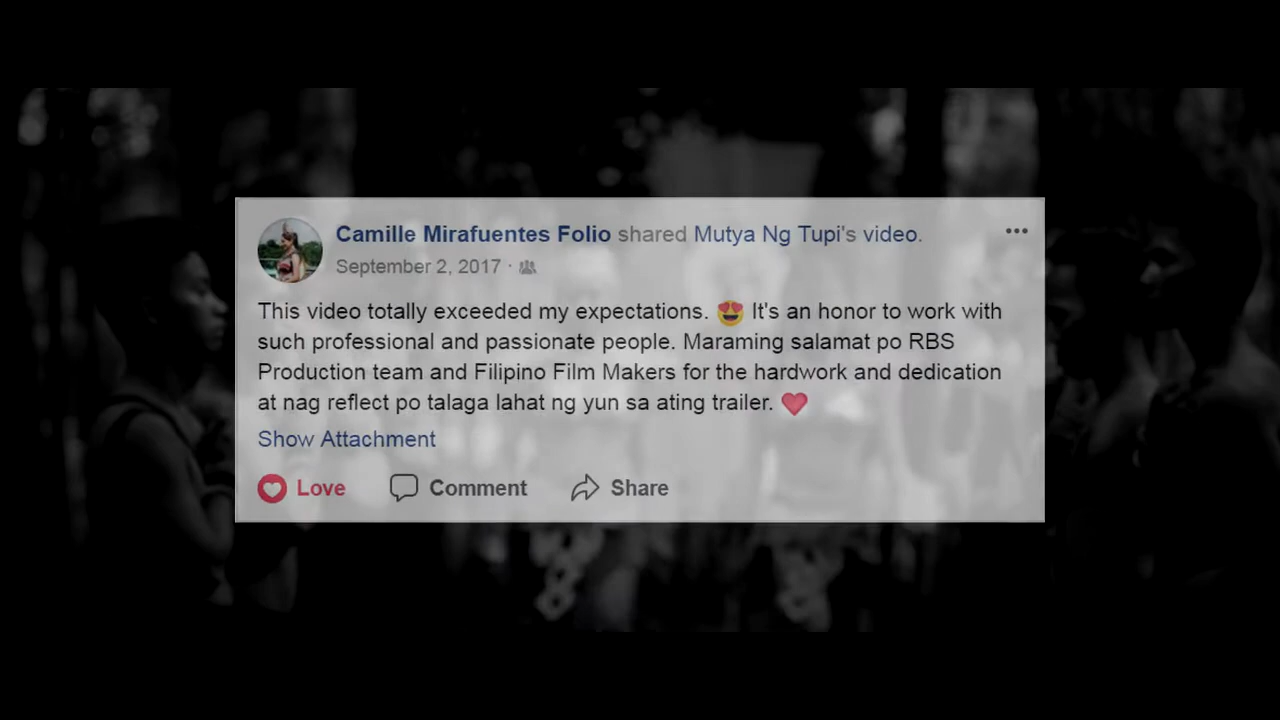 Camille Mirafuentes Folio shared Mutya Ng Tupi's video.
September 2, 2017 ·
This video totally exceeded my expectations. 😍 It's an honor to work with
such professional and passionate people. Maraming salamat po RBS
Production team and Filipino Film Makers for the hardwork and dedication
at nag reflect po talaga lahat ng yun sa ating trailer. ❤️
Show Attachment
Love Comment Share